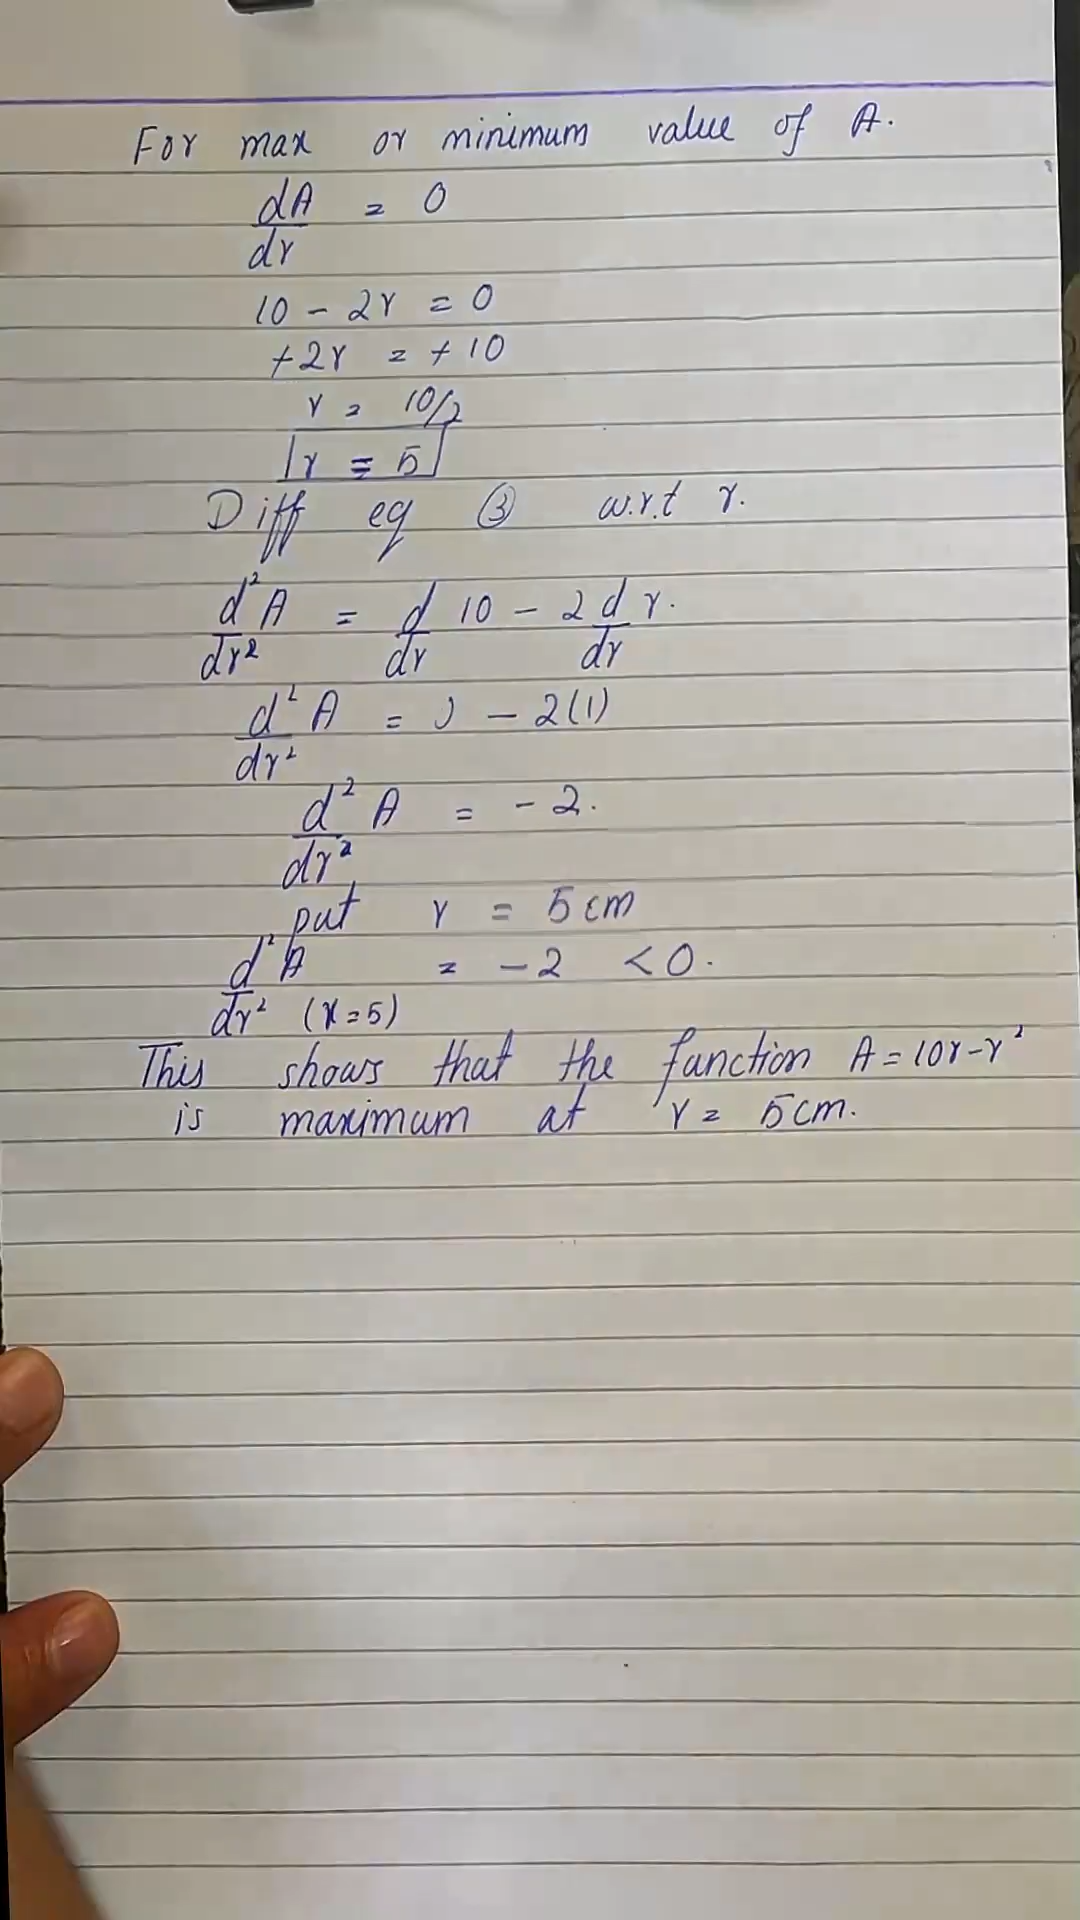 For max or minimum value of A.
dA/dr = 0
10 - 2r = 0
+2r = +10
r = 10/2
r = 5
Diff eq ③ w.r.t r.
d²A/dr² = d/dr 10 - 2 d/dr r.
d²A/dr² = 0 - 2(1)
d²A/dr² = -2.
put r = 5cm
d²A/dr² (x=5) = -2 < 0.
This shows that the function A = 10r-r²
is maximum at r = 5cm.